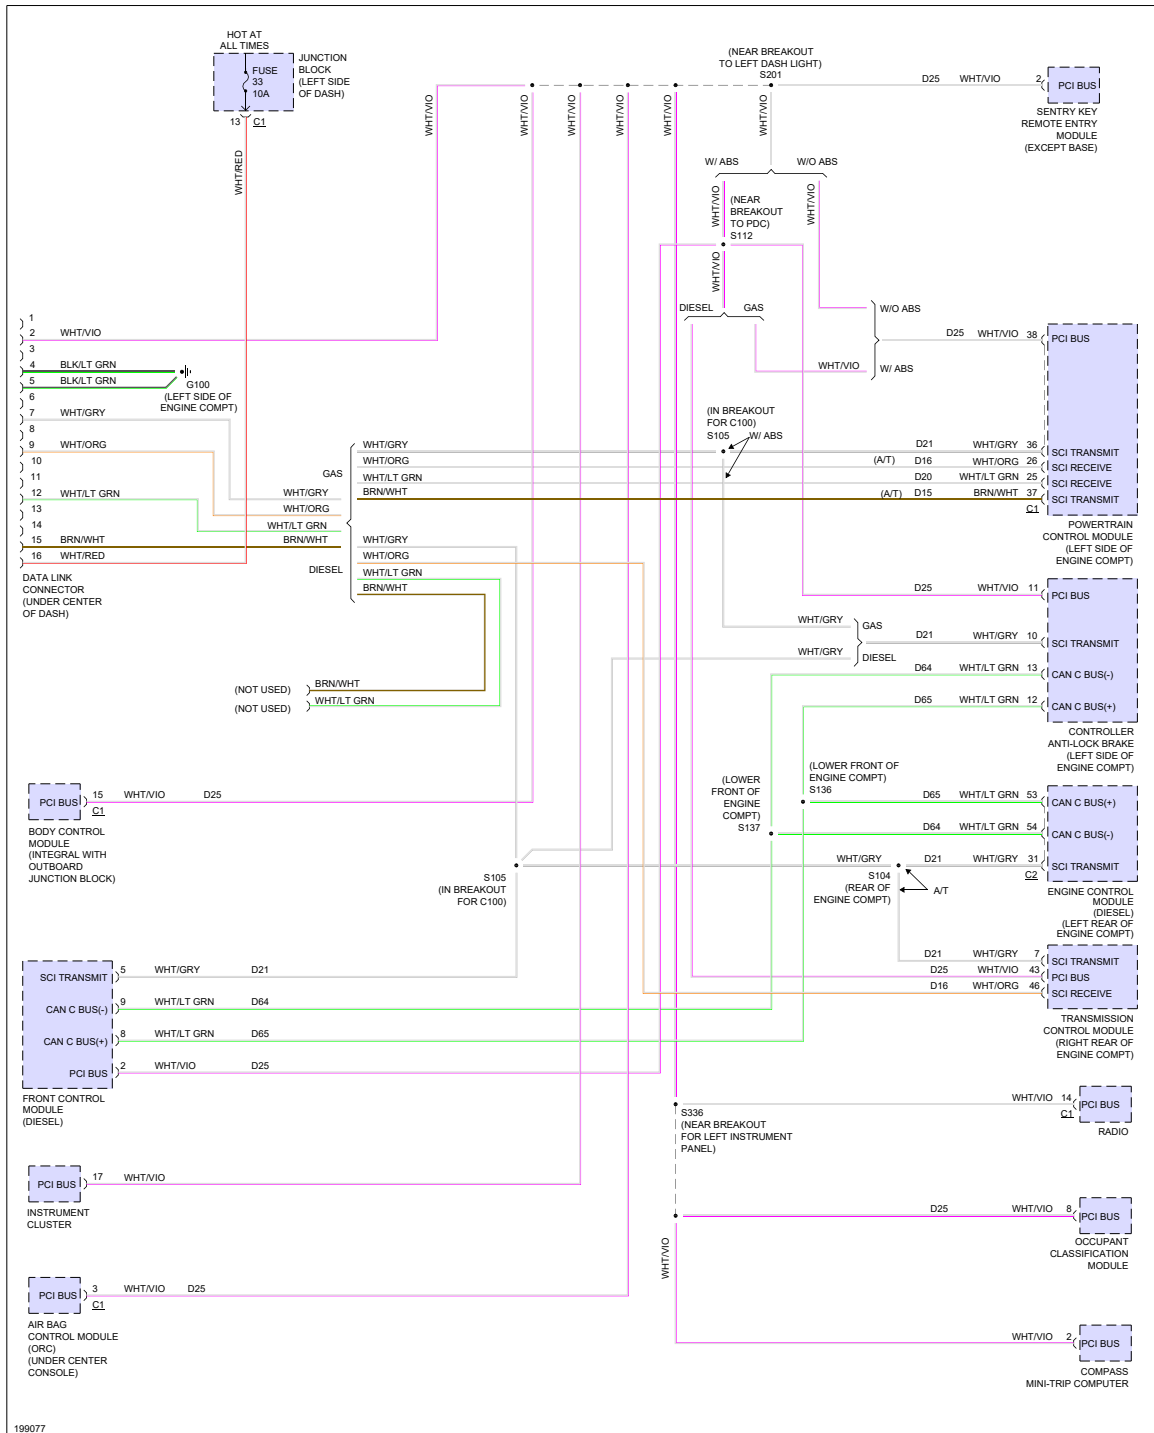 HOT AT
ALL TIMES
FUSE
33
10A
JUNCTION
BLOCK
(LEFT SIDE
OF DASH)
13 C1
WHT/RED
(NEAR BREAKOUT
TO LEFT DASH LIGHT)
S201
D25 WHT/VIO 2
PCI BUS
SENTRY KEY
REMOTE ENTRY
MODULE
(EXCEPT BASE)
WHT/VIO
WHT/VIO
WHT/VIO
WHT/VIO
WHT/VIO
WHT/VIO
W/ ABS
W/O ABS
WHT/VIO
(NEAR
BREAKOUT
TO PDC)
S112
WHT/VIO
WHT/VIO
DIESEL
GAS
W/O ABS
WHT/VIO
W/ ABS
D25 WHT/VIO 38
PCI BUS
1
2 WHT/VIO
3
4 BLK/LT GRN
5 BLK/LT GRN
6
7 WHT/GRY
8
9 WHT/ORG
10
11
12 WHT/LT GRN
13
14
15 BRN/WHT
16 WHT/RED
DATA LINK
CONNECTOR
(UNDER CENTER
OF DASH)
G100
(LEFT SIDE OF
ENGINE COMPT)
WHT/GRY
WHT/ORG
WHT/LT GRN
BRN/WHT
GAS
WHT/GRY
WHT/ORG
WHT/LT GRN
BRN/WHT
DIESEL
WHT/GRY
WHT/ORG
WHT/LT GRN
BRN/WHT
(IN BREAKOUT
FOR C100)
S105
W/ ABS
D21 WHT/GRY 36
SCI TRANSMIT
(A/T) D16 WHT/ORG 26
SCI RECEIVE
D20 WHT/LT GRN 25
SCI RECEIVE
(A/T) D15 BRN/WHT 37
SCI TRANSMIT
C1
POWERTRAIN
CONTROL MODULE
(LEFT SIDE OF
ENGINE COMPT)
D25 WHT/VIO 11
PCI BUS
WHT/GRY
GAS
WHT/GRY
DIESEL
D21 WHT/GRY 10
SCI TRANSMIT
D64 WHT/LT GRN 13
CAN C BUS(-)
D65 WHT/LT GRN 12
CAN C BUS(+)
CONTROLLER
ANTI-LOCK BRAKE
(LEFT SIDE OF
ENGINE COMPT)
(NOT USED)
BRN/WHT
(NOT USED)
WHT/LT GRN
PCI BUS
15 WHT/VIO D25
C1
BODY CONTROL
MODULE
(INTEGRAL WITH
OUTBOARD
JUNCTION BLOCK)
(LOWER FRONT OF
ENGINE COMPT)
S136
(LOWER
FRONT OF
ENGINE
COMPT)
S137
D65 WHT/LT GRN 53
CAN C BUS(+)
D64 WHT/LT GRN 54
CAN C BUS(-)
WHT/GRY D21 WHT/GRY 31
SCI TRANSMIT
C2
ENGINE CONTROL
MODULE
(DIESEL)
(LEFT REAR OF
ENGINE COMPT)
S105
(IN BREAKOUT
FOR C100)
S104
(REAR OF
ENGINE COMPT)
A/T
D21 WHT/GRY 7
SCI TRANSMIT
D25 WHT/VIO 43
PCI BUS
D16 WHT/ORG 46
SCI RECEIVE
TRANSMISSION
CONTROL MODULE
(RIGHT REAR OF
ENGINE COMPT)
SCI TRANSMIT
5 WHT/GRY D21
CAN C BUS(-)
9 WHT/LT GRN D64
CAN C BUS(+)
8 WHT/LT GRN D65
PCI BUS
2 WHT/VIO D25
FRONT CONTROL
MODULE
(DIESEL)
S336
(NEAR BREAKOUT
FOR LEFT INSTRUMENT
PANEL)
WHT/VIO 14
C1
PCI BUS
RADIO
PCI BUS
17 WHT/VIO
INSTRUMENT
CLUSTER
D25 WHT/VIO 8
PCI BUS
OCCUPANT
CLASSIFICATION
MODULE
WHT/VIO
PCI BUS
3 WHT/VIO D25
C1
AIR BAG
CONTROL MODULE
(ORC)
(UNDER CENTER
CONSOLE)
WHT/VIO 2
PCI BUS
COMPASS
MINI-TRIP COMPUTER
199077